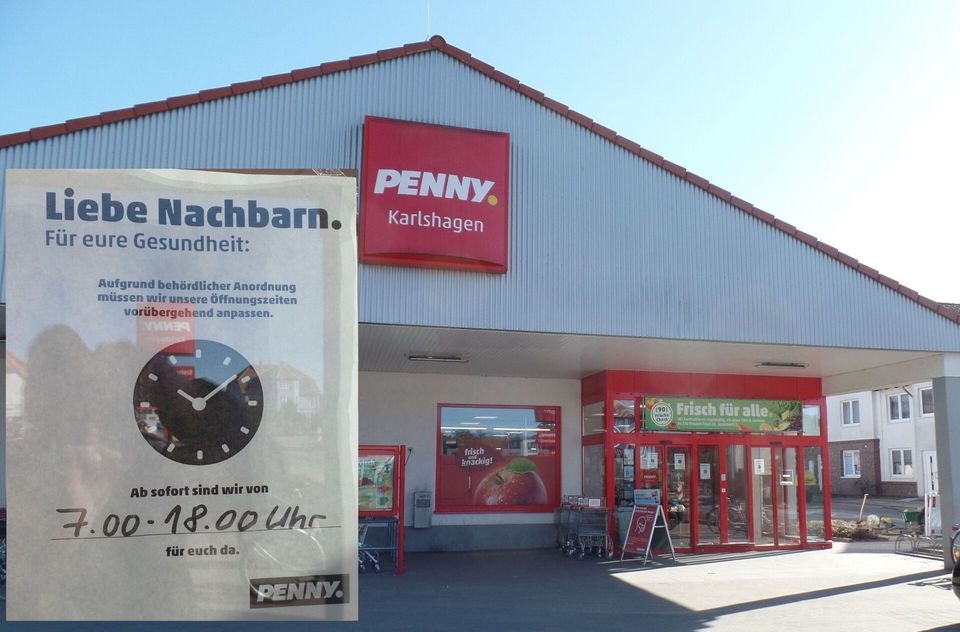 PENNY.
Karlshagen
Liebe Nachbarn.
Für eure Gesundheit:
Aufgrund behördlicher Anordnung
müssen wir unsere Öffnungszeiten
vorübergehend anpassen.
Ab sofort sind wir von
7.00 - 18.00 Uhr
für euch da.
PENNY.
frisch
und
knackig!
Frisch für alle
PENNY